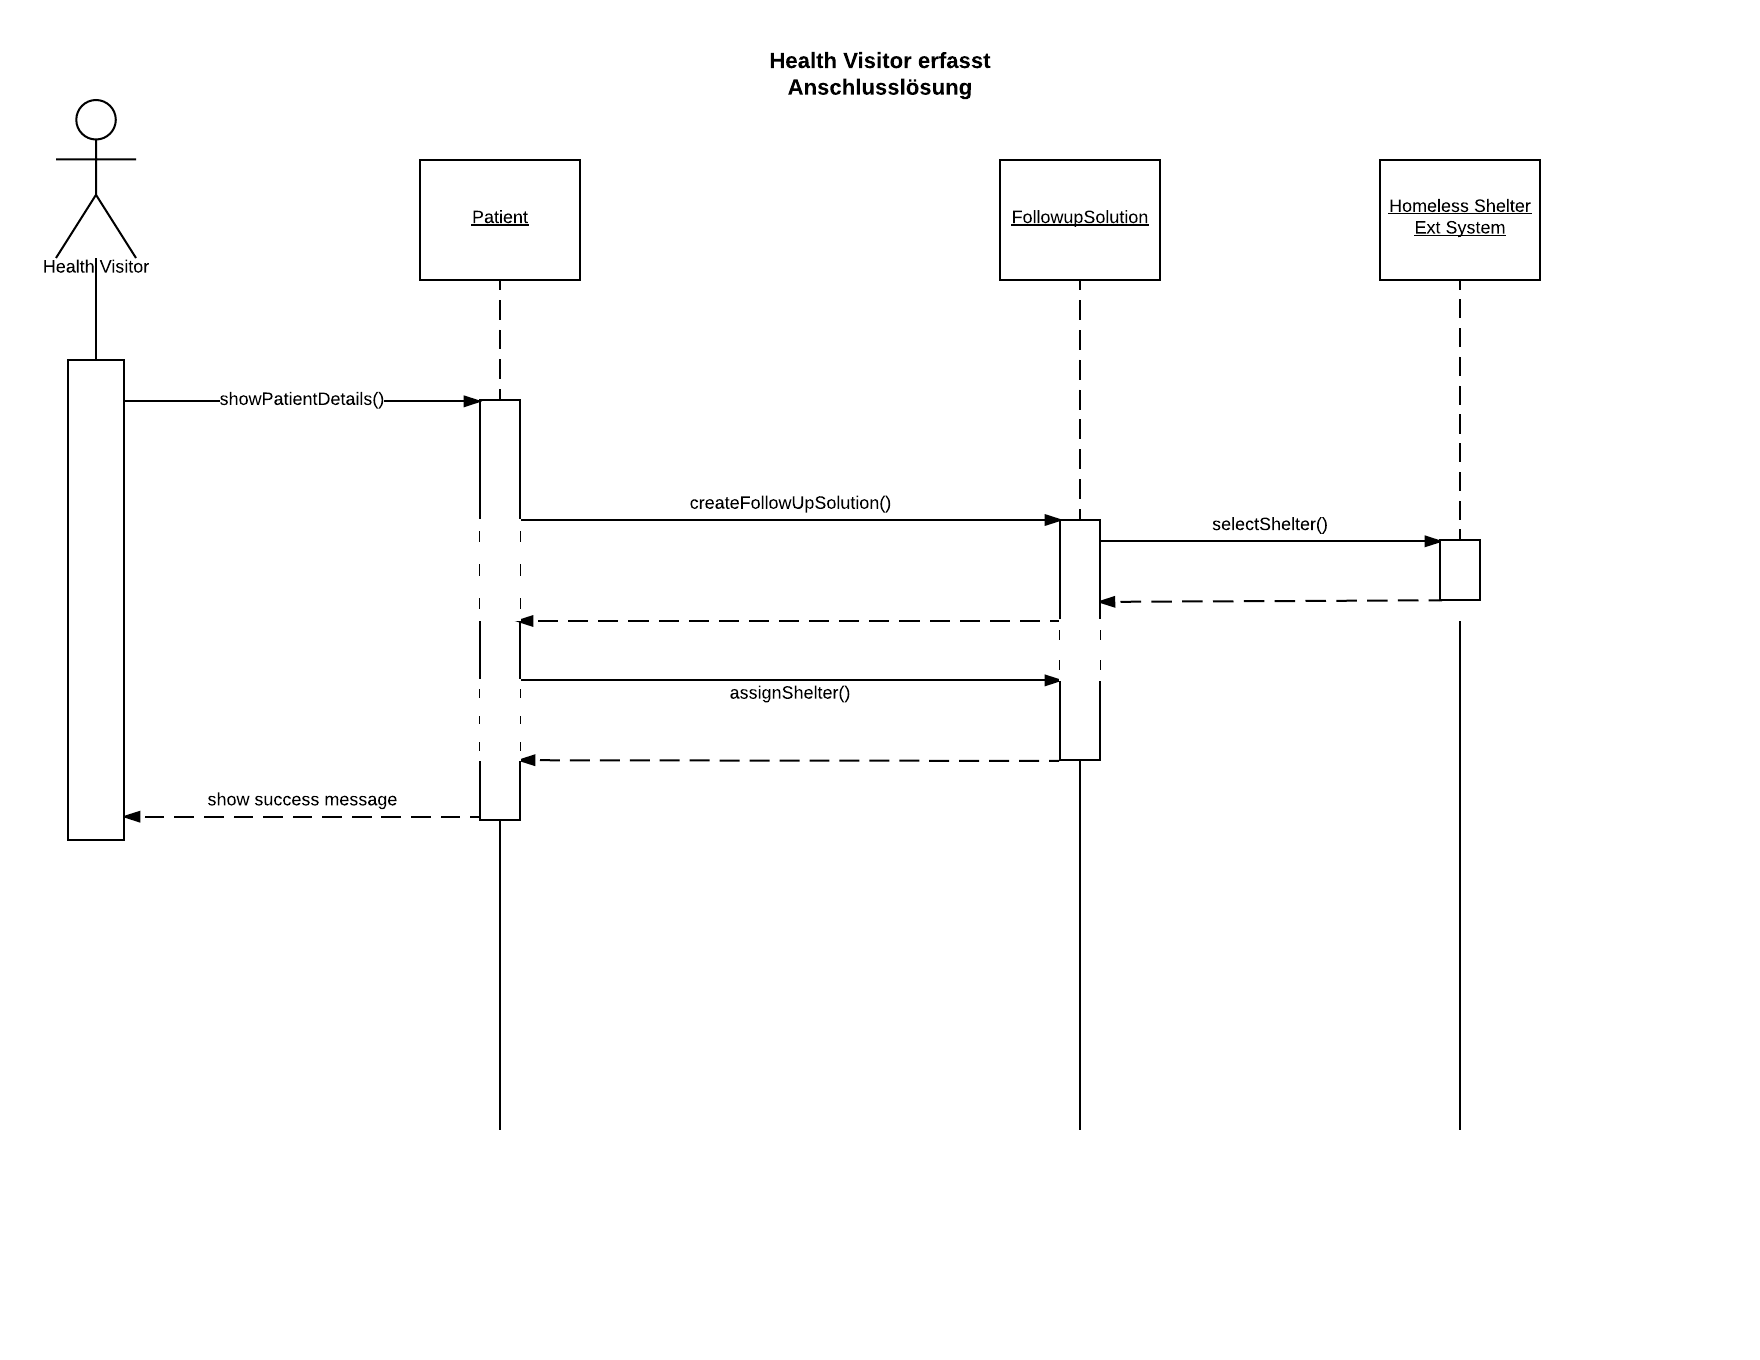 Health Visitor erfasst
Anschlusslösung
Health Visitor
Patient
FollowupSolution
Homeless Shelter
Ext System
showPatientDetails()
createFollowUpSolution()
selectShelter()
assignShelter()
show success message